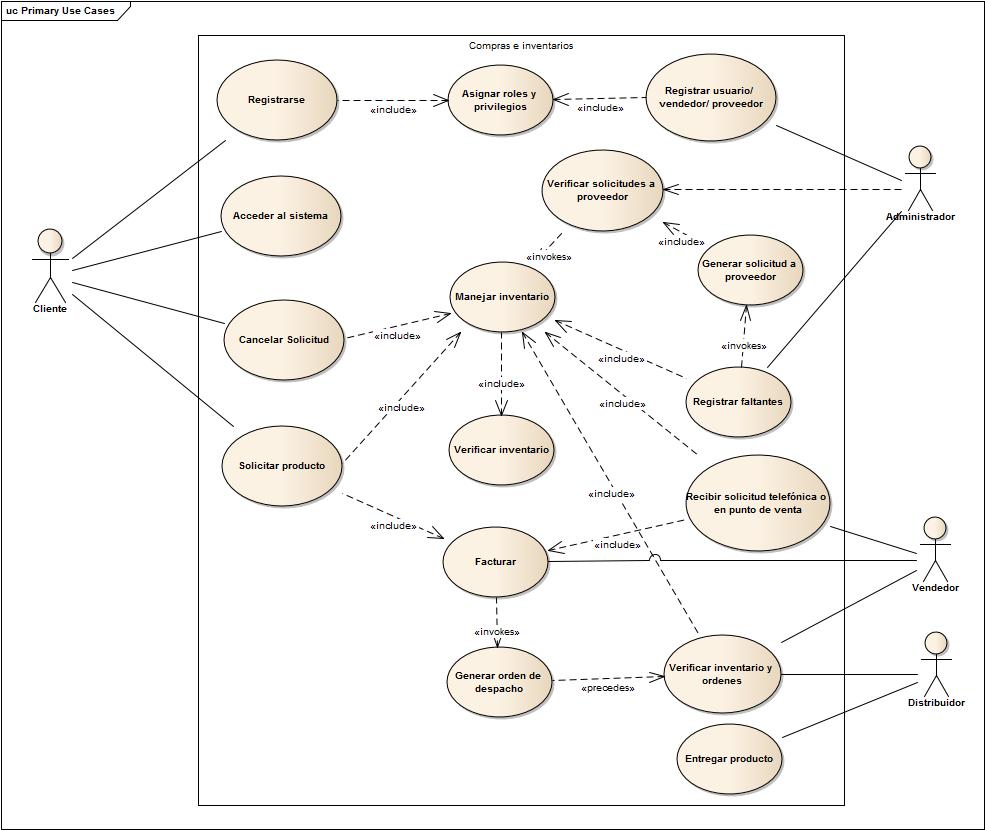 uc Primary Use Cases
Compras e inventarios
Registrarse
«include»
Asignar roles y
privilegios
«include»
Registrar usuario/
vendedor/ proveedor
Verificar solicitudes a
proveedor
Administrador
Acceder al sistema
«include»
«invokes»
Generar solicitud a
proveedor
Cliente
Manejar inventario
Cancelar Solicitud
«include»
«invokes»
«include»
«include»
Registrar faltantes
«include»
«include»
Verificar inventario
Solicitar producto
«include»
Recibir solicitud telefónica o
en punto de venta
«include»
«include»
Facturar
Vendedor
«invokes»
Generar orden de
despacho
«precedes»
Verificar inventario y
ordenes
Distribuidor
Entregar producto